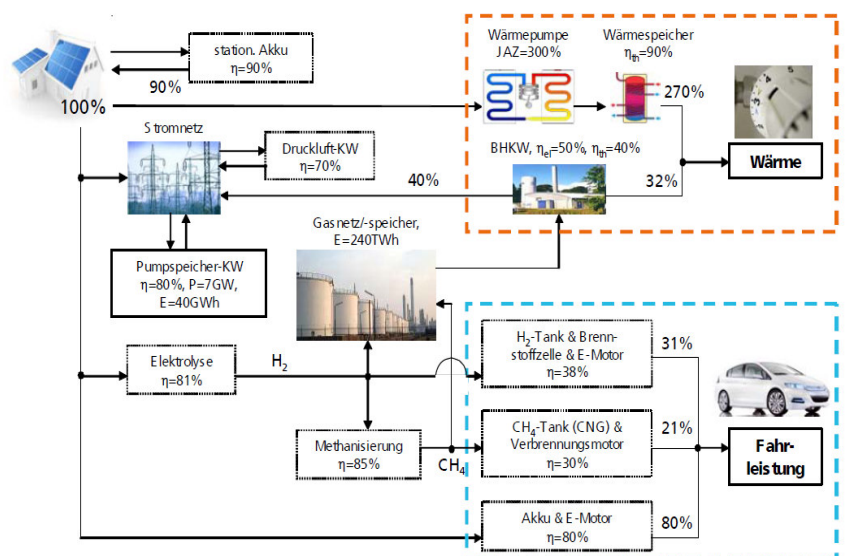 station. Akku
η=90%
90%
100%
Wärmepumpe
JAZ=300%
Wärmespeicher
ηth=90%
270%
Stromnetz
Druckluft-KW
η=70%
BHKW, ηel=50%, ηth=40%
40%
32%
Wärme
Gasnetz/-speicher,
E=240TWh
Pumpspeicher-KW
η=80%, P=7GW,
E=40GWh
Elektrolyse
η=81%
H2
H2-Tank & Brenn-
stoffzelle & E-Motor
η=38%
31%
Methanisierung
η=85%
CH4
CH4-Tank (CNG) &
Verbrennungsmotor
η=30%
21%
Fahr-
leistung
Akku & E-Motor
η=80%
80%